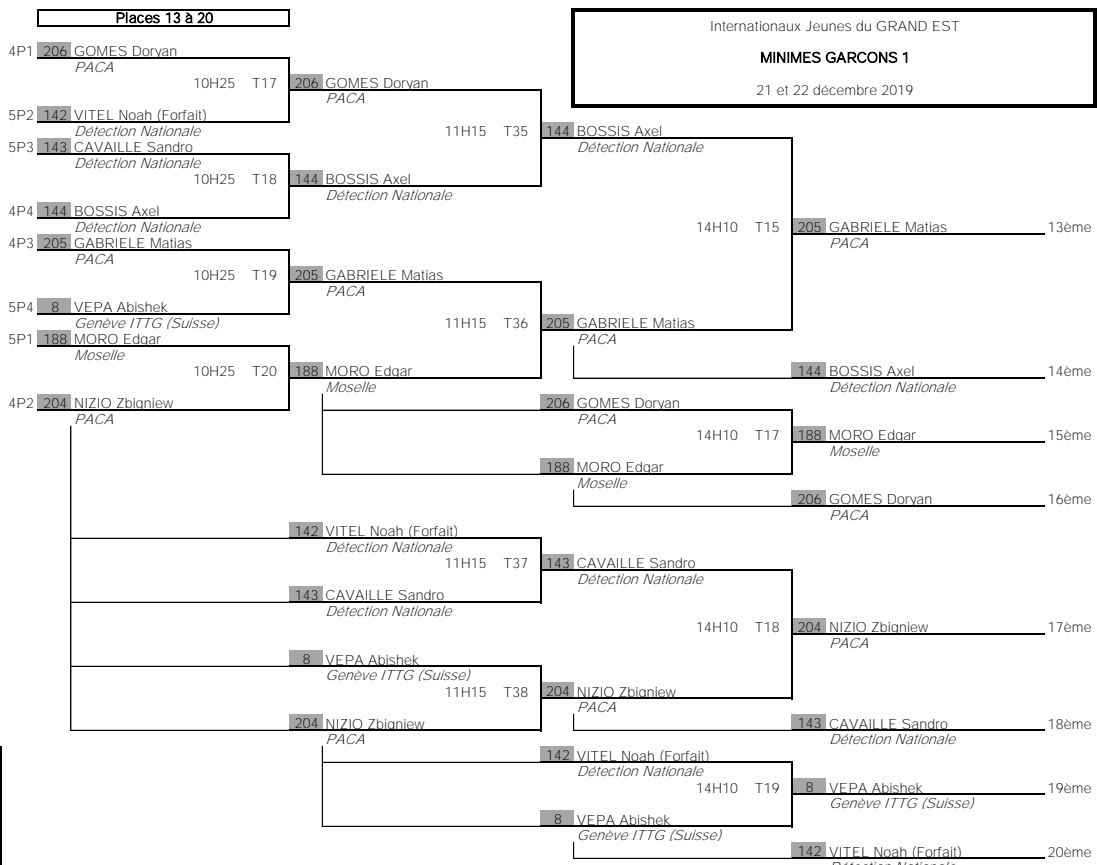 Places 13 à 20
Internationaux Jeunes du GRAND EST
MINIMES GARCONS 1
21 et 22 décembre 2019
4P1 206 GOMES Doryan
PACA
10H25 T17 206 GOMES Doryan
PACA
5P2 142 VITEL Noah (Forfait)
Détection Nationale
11H15 T35 144 BOSSIS Axel
Détection Nationale
5P3 143 CAVAILLE Sandro
Détection Nationale
10H25 T18 144 BOSSIS Axel
Détection Nationale
4P4 144 BOSSIS Axel
Détection Nationale
14H10 T15 205 GABRIELE Matias 13ème
PACA
4P3 205 GABRIELE Matias
PACA
10H25 T19 205 GABRIELE Matias
PACA
5P4 8 VEPA Abishek
Genève ITTG (Suisse)
11H15 T36 205 GABRIELE Matias
PACA
5P1 188 MORO Edgar
Moselle
10H25 T20 188 MORO Edgar
Moselle
144 BOSSIS Axel 14ème
Détection Nationale
4P2 204 NIZIO Zbigniew
PACA
206 GOMES Doryan
PACA
14H10 T17 188 MORO Edgar 15ème
Moselle
188 MORO Edgar
Moselle
206 GOMES Doryan 16ème
PACA
142 VITEL Noah (Forfait)
Détection Nationale
11H15 T37 143 CAVAILLE Sandro
Détection Nationale
143 CAVAILLE Sandro
Détection Nationale
14H10 T18 204 NIZIO Zbigniew 17ème
PACA
8 VEPA Abishek
Genève ITTG (Suisse)
11H15 T38 204 NIZIO Zbigniew
PACA
204 NIZIO Zbigniew
PACA
143 CAVAILLE Sandro 18ème
Détection Nationale
142 VITEL Noah (Forfait)
Détection Nationale
14H10 T19 8 VEPA Abishek 19ème
Genève ITTG (Suisse)
8 VEPA Abishek
Genève ITTG (Suisse)
142 VITEL Noah (Forfait) 20ème
Détection Nationale